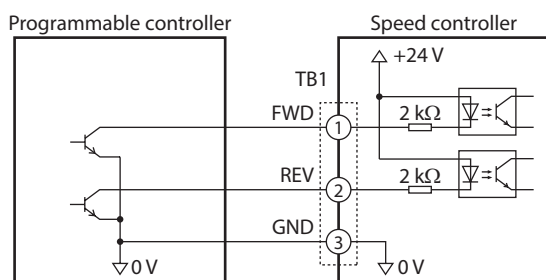 Programmable controller
Speed controller
+24 V
TB1
FWD
1
2 kΩ
REV
2
2 kΩ
GND
3
0 V
0 V